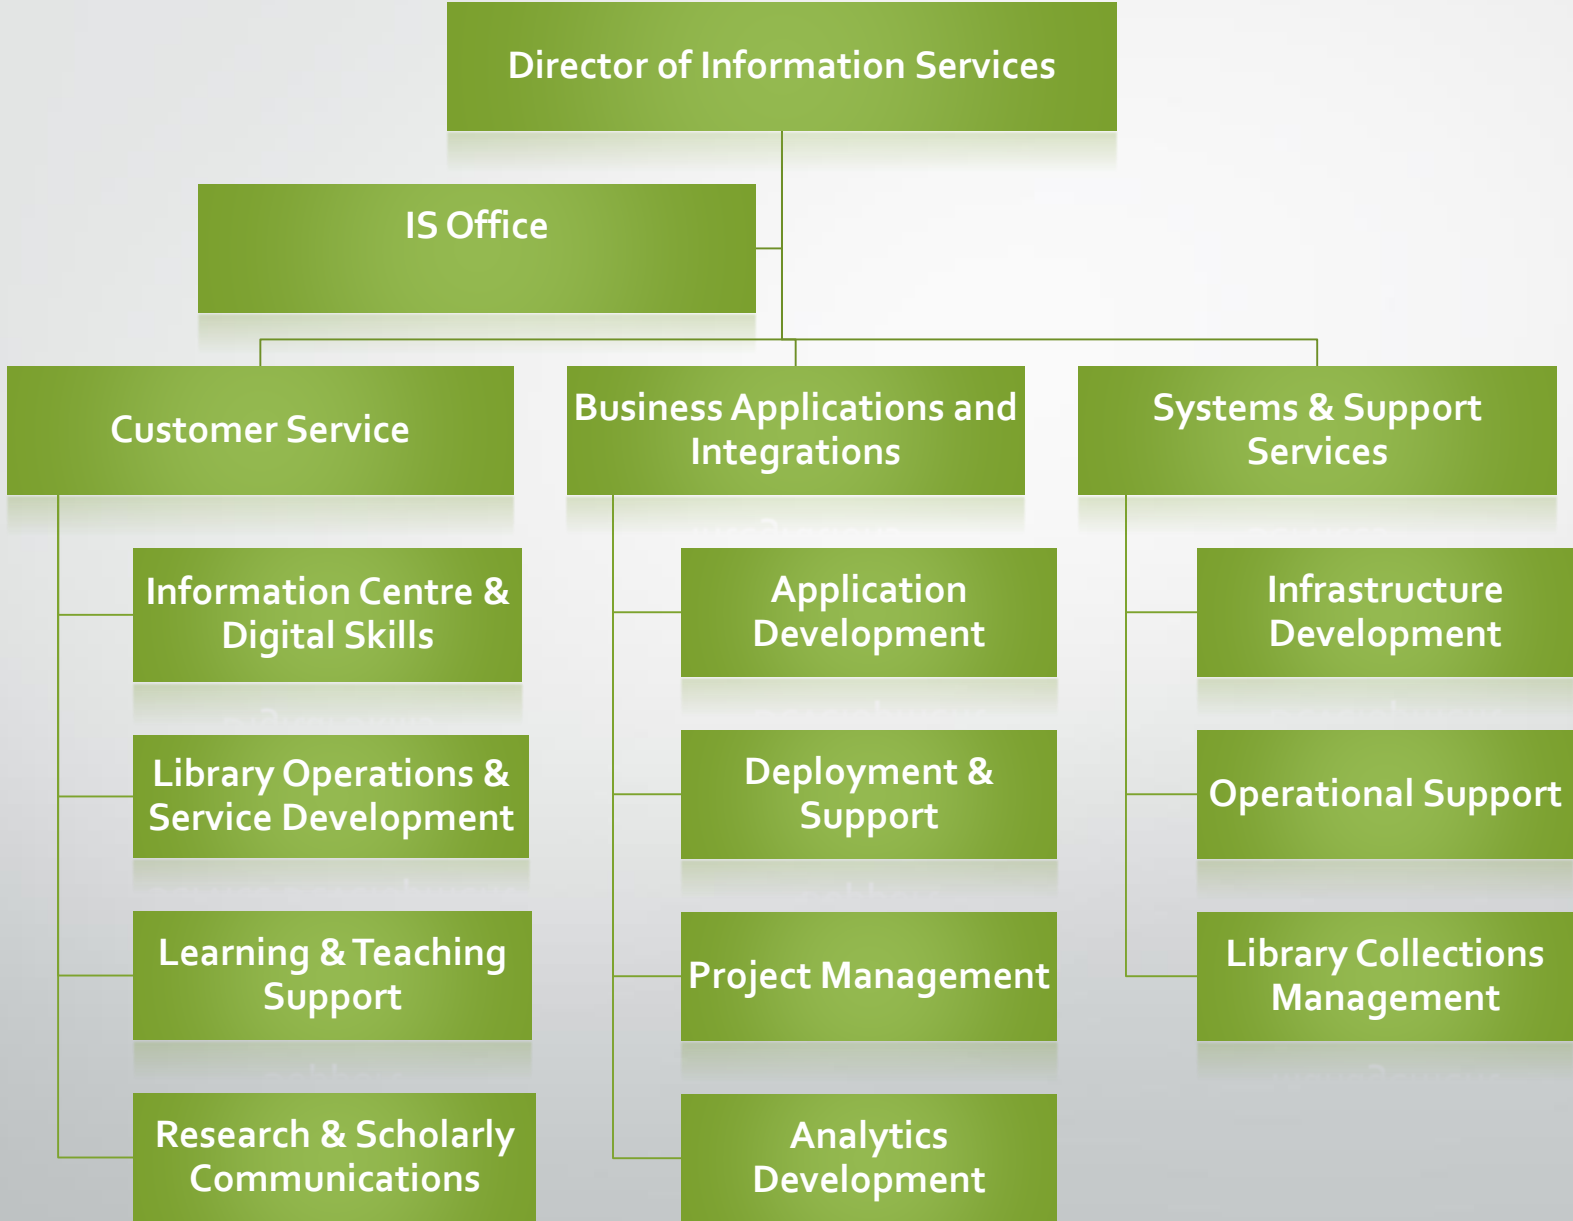 Director of Information Services
IS Office
Customer Service
Information Centre &
Digital Skills
Library Operations &
Service Development
Learning & Teaching
Support
Research & Scholarly
Communications
Business Applications and
Integrations
Application
Development
Deployment &
Support
Project Management
Analytics
Development
Systems & Support
Services
Infrastructure
Development
Operational Support
Library Collections
Management